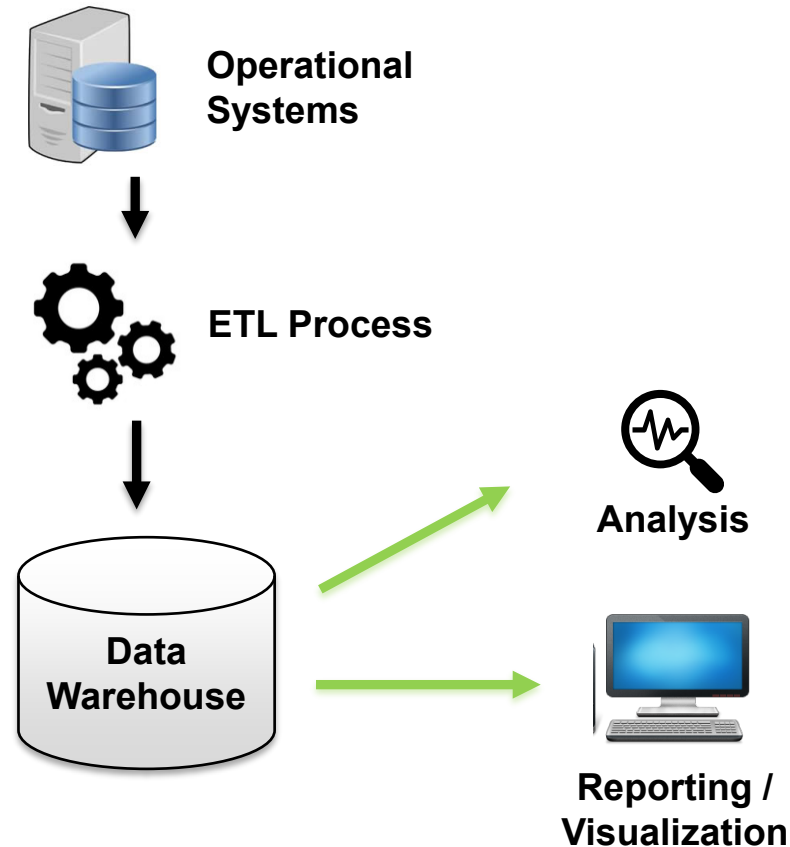 Operational
Systems
ETL Process
Analysis
Data
Warehouse
Reporting /
Visualization